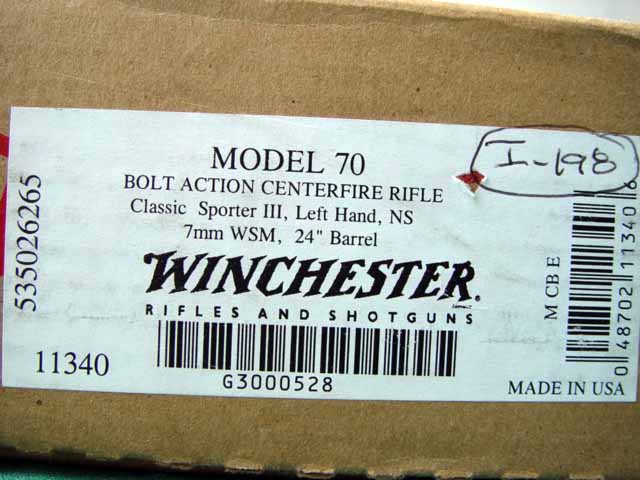 MODEL 70
BOLT ACTION CENTERFIRE RIFLE
Classic Sporter III, Left Hand, NS
7mm WSM, 24" Barrel
WINCHESTER
RIFLES AND SHOTGUNS
G3000528
11340
535026265
I-198
M CB E
0 48702 11340 6
MADE IN USA